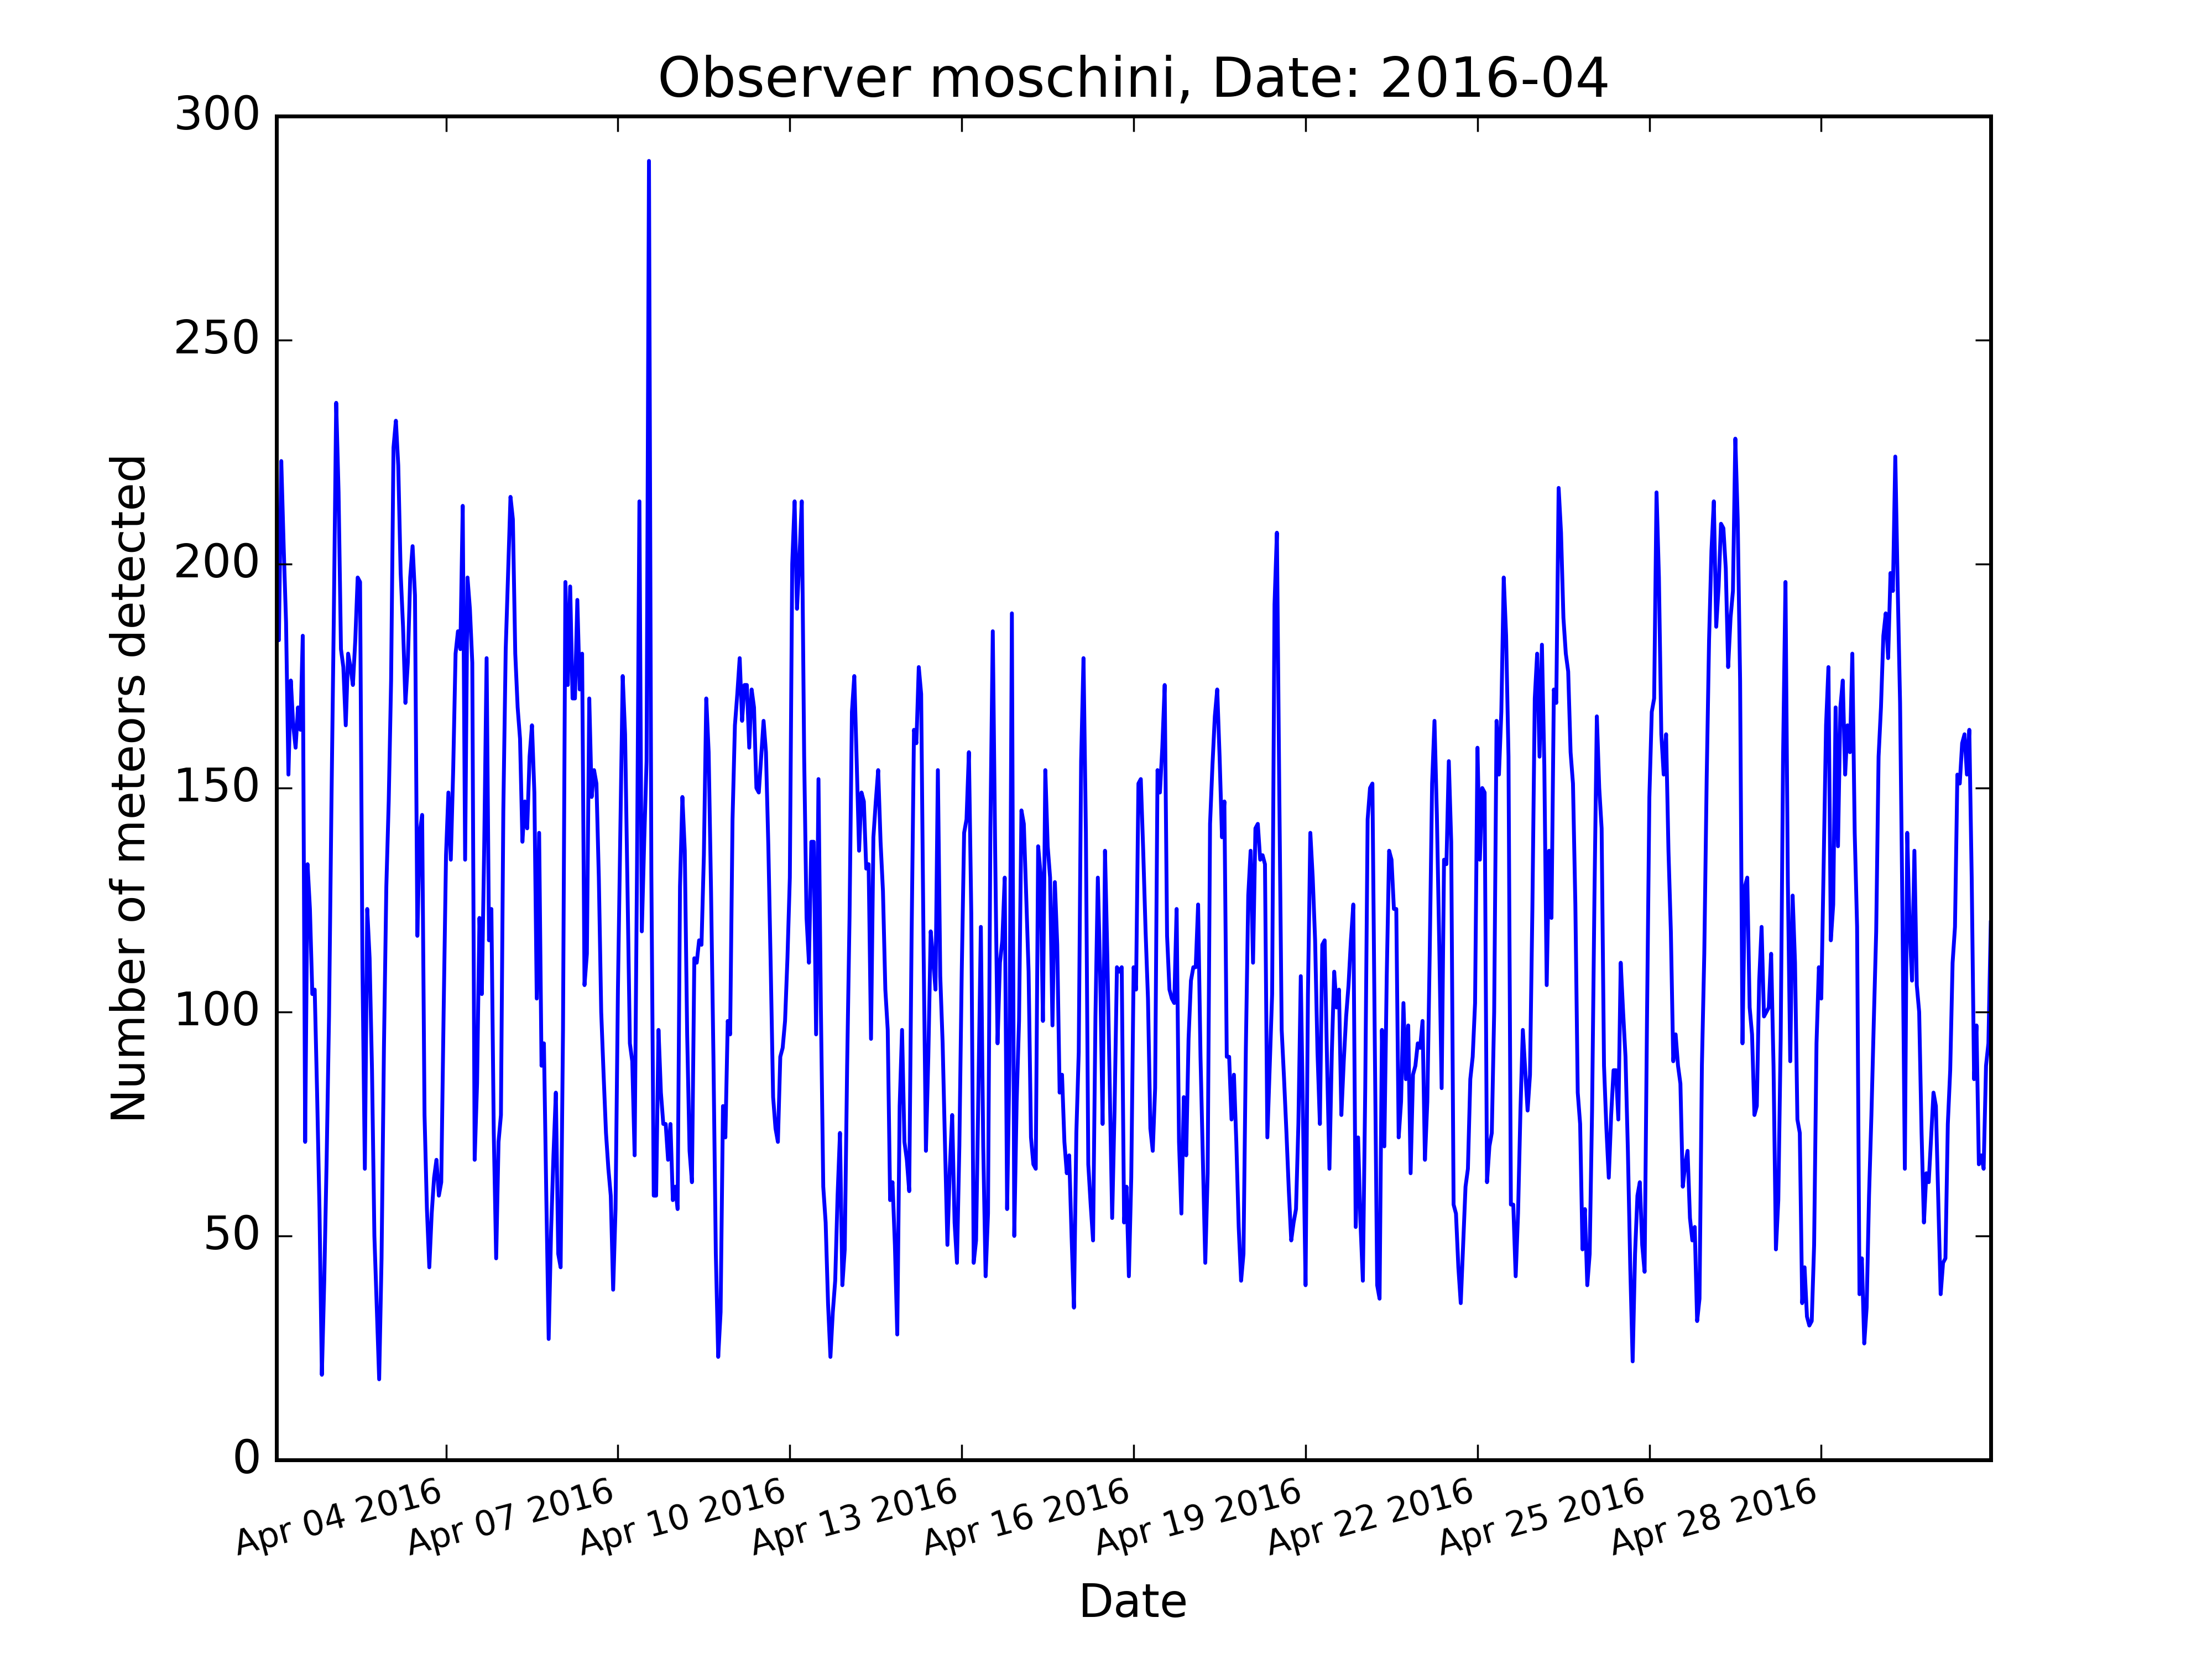 Observer moschini, Date: 2016-04
300
250
200
150
100
50
0
Number of meteors detected
Apr 04 2016
Apr 07 2016
Apr 10 2016
Apr 13 2016
Apr 16 2016
Apr 19 2016
Apr 22 2016
Apr 25 2016
Apr 28 2016
Date